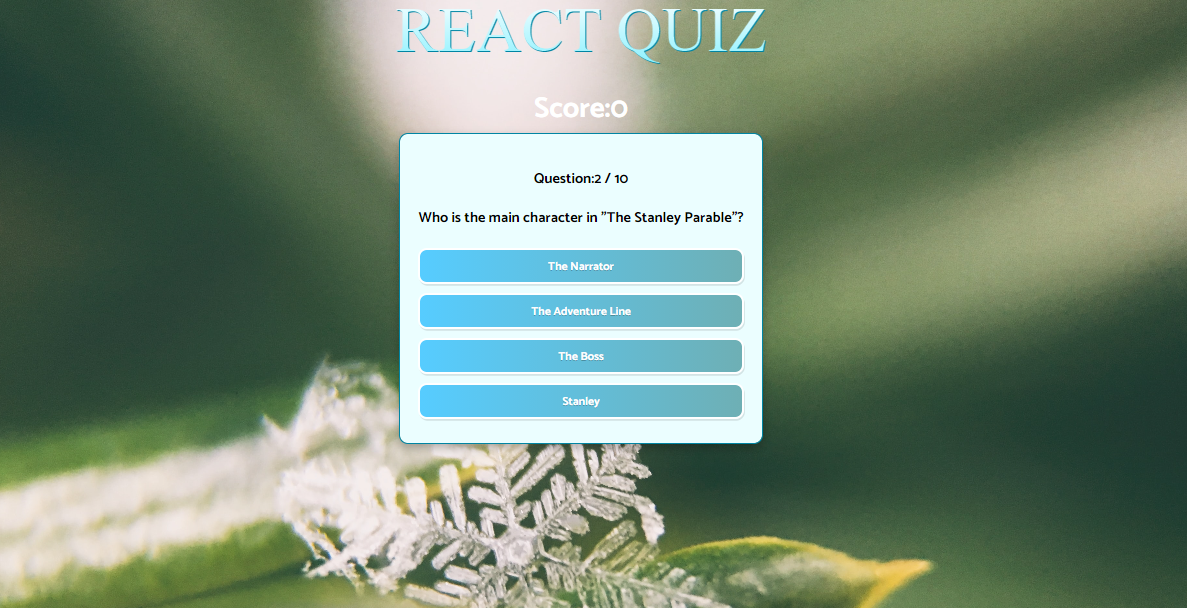 REACT QUIZ
Score:0
Question:2 / 10
Who is the main character in "The Stanley Parable"?
The Narrator
The Adventure Line
The Boss
Stanley